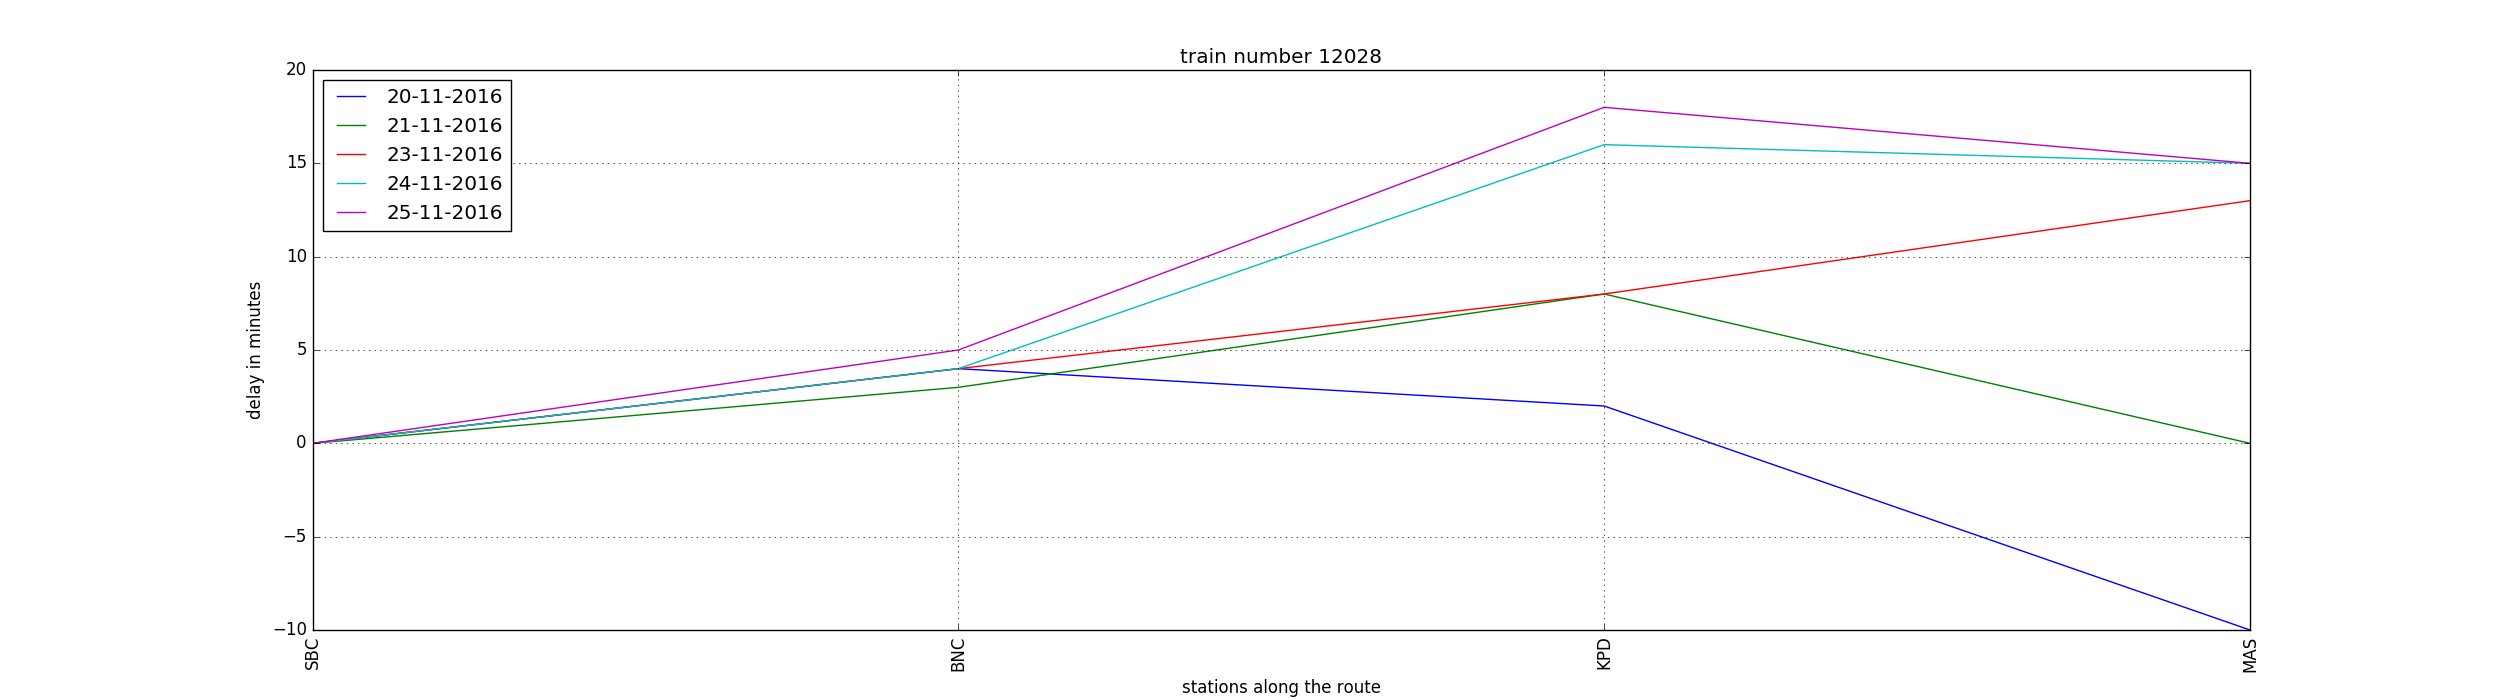 train number 12028
20-11-2016
21-11-2016
23-11-2016
24-11-2016
25-11-2016
20
15
10
5
0
−5
−10
delay in minutes
SBC
BNC
KPD
MAS
stations along the route